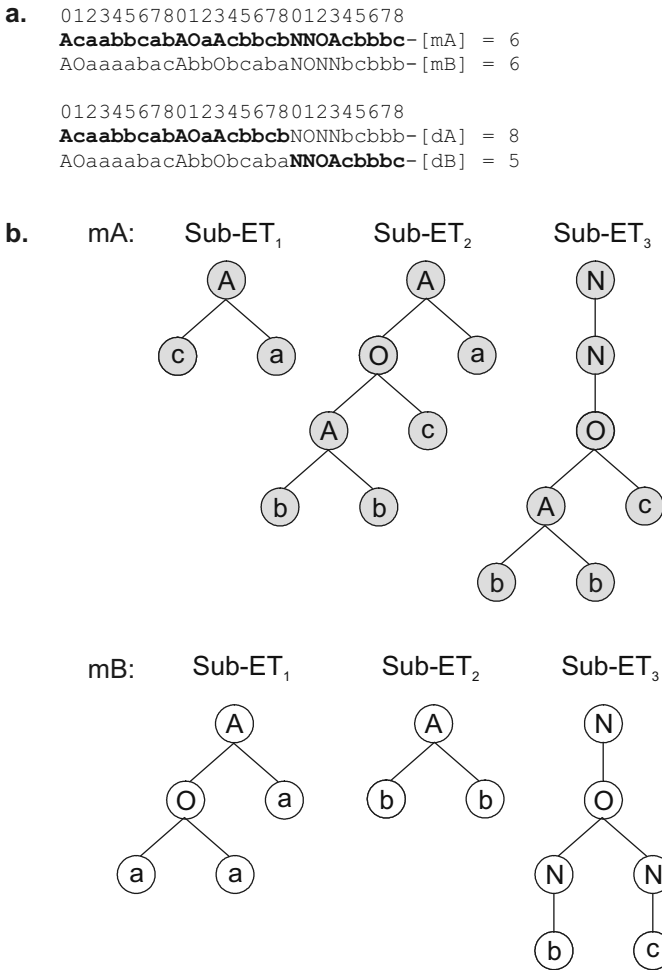 a.
012345678012345678012345678
AcaabbcabAOaAcbbcbNNOAcbbbc-[mA] = 6
AOaaaabacAbbObcabaNONNbcbbb-[mB] = 6
012345678012345678012345678
AcaabbcabAOaAcbbcbNONNbcbbb-[dA] = 8
AOaaaabacAbbObcabaNNOAcbbbc-[dB] = 5
b. mA: Sub-ET₁ Sub-ET₂ Sub-ET₃
A A N
c a O a N
A c O
b b A c
b b
mB: Sub-ET₁ Sub-ET₂ Sub-ET₃
A A N
O a b b O
a a N N
b c